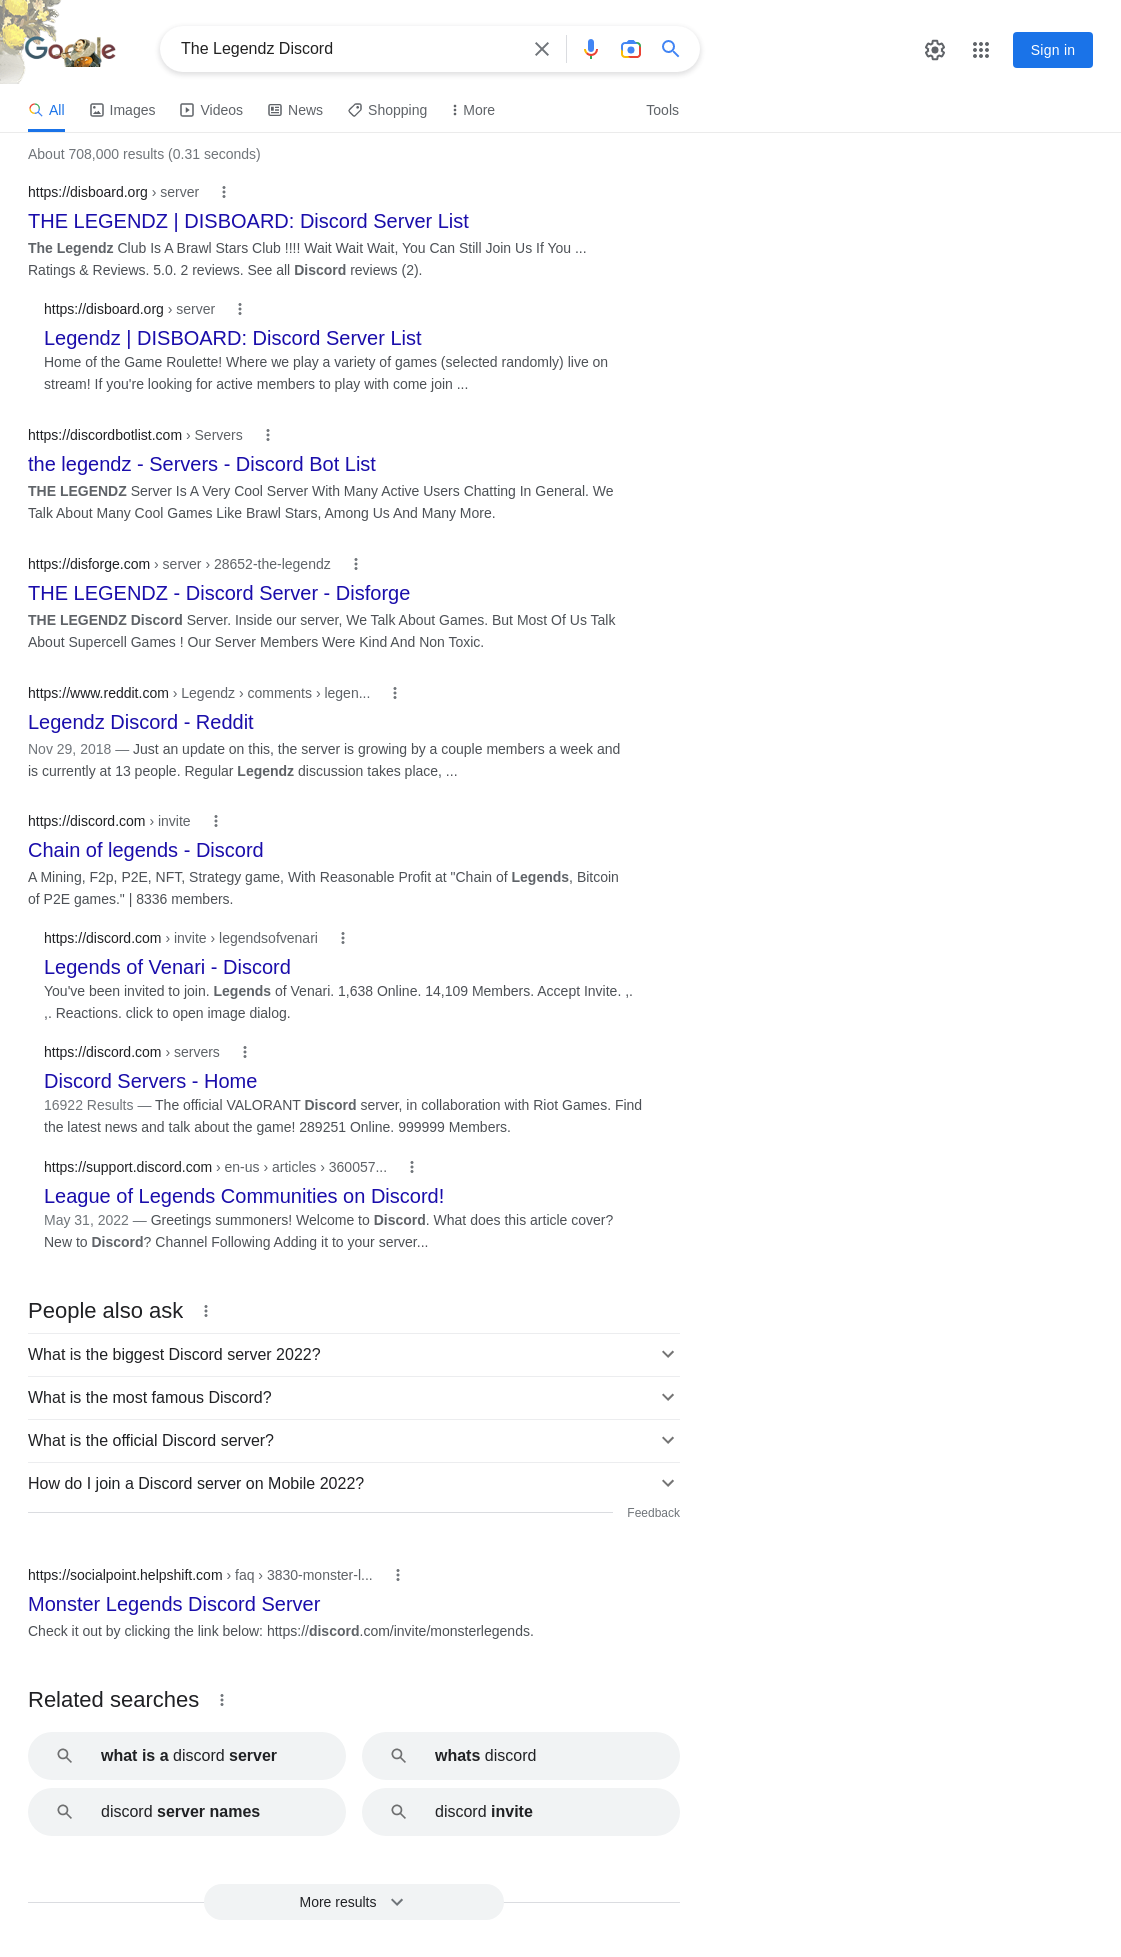 Google
The Legendz Discord
Sign in
All
Images
Videos
News
Shopping
More
Tools
About 708,000 results (0.31 seconds)
https://disboard.org › server
THE LEGENDZ | DISBOARD: Discord Server List
The Legendz Club Is A Brawl Stars Club !!!! Wait Wait Wait, You Can Still Join Us If You ...
Ratings & Reviews. 5.0. 2 reviews. See all Discord reviews (2).
https://disboard.org › server
Legendz | DISBOARD: Discord Server List
Home of the Game Roulette! Where we play a variety of games (selected randomly) live on
stream! If you're looking for active members to play with come join ...
https://discordbotlist.com › Servers
the legendz - Servers - Discord Bot List
THE LEGENDZ Server Is A Very Cool Server With Many Active Users Chatting In General. We
Talk About Many Cool Games Like Brawl Stars, Among Us And Many More.
https://disforge.com › server › 28652-the-legendz
THE LEGENDZ - Discord Server - Disforge
THE LEGENDZ Discord Server. Inside our server, We Talk About Games. But Most Of Us Talk
About Supercell Games ! Our Server Members Were Kind And Non Toxic.
https://www.reddit.com › Legendz › comments › legen...
Legendz Discord - Reddit
Nov 29, 2018 — Just an update on this, the server is growing by a couple members a week and
is currently at 13 people. Regular Legendz discussion takes place, ...
https://discord.com › invite
Chain of legends - Discord
A Mining, F2p, P2E, NFT, Strategy game, With Reasonable Profit at "Chain of Legends, Bitcoin
of P2E games." | 8336 members.
https://discord.com › invite › legendsofvenari
Legends of Venari - Discord
You've been invited to join. Legends of Venari. 1,638 Online. 14,109 Members. Accept Invite. ,.
,. Reactions. click to open image dialog.
https://discord.com › servers
Discord Servers - Home
16922 Results — The official VALORANT Discord server, in collaboration with Riot Games. Find
the latest news and talk about the game! 289251 Online. 999999 Members.
https://support.discord.com › en-us › articles › 360057...
League of Legends Communities on Discord!
May 31, 2022 — Greetings summoners! Welcome to Discord. What does this article cover?
New to Discord? Channel Following Adding it to your server...
People also ask
What is the biggest Discord server 2022?
What is the most famous Discord?
What is the official Discord server?
How do I join a Discord server on Mobile 2022?
Feedback
https://socialpoint.helpshift.com › faq › 3830-monster-l...
Monster Legends Discord Server
Check it out by clicking the link below: https://discord.com/invite/monsterlegends.
Related searches
what is a discord server
whats discord
discord server names
discord invite
More results